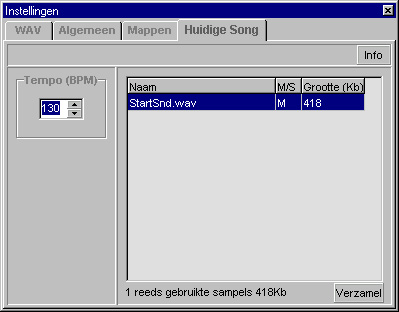 Instellingen
WAV Algemeen Mappen Huidige Song
Info
Tempo (BPM)
130
Naam M/S Grootte (Kb)
StartSnd.wav M 418
1 reeds gebruikte sampels 418Kb
Verzamel